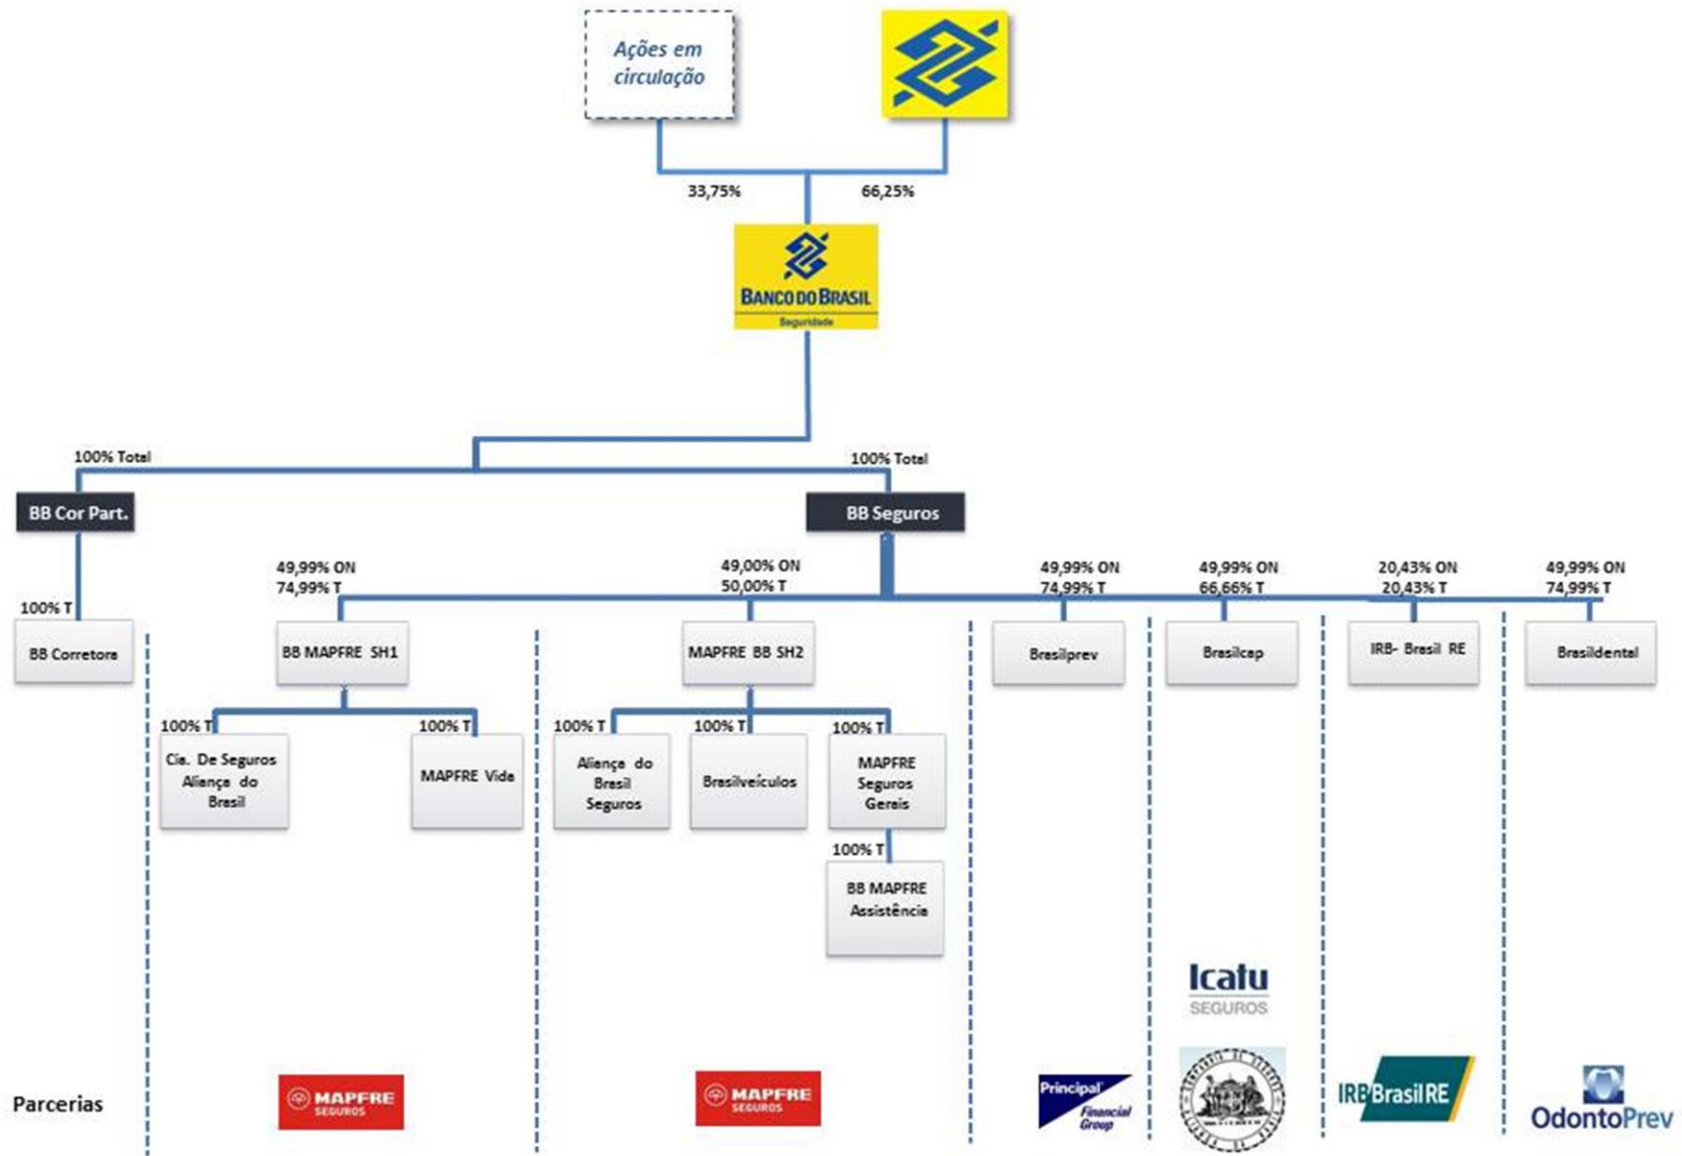 Ações em
circulação
33,75%
66,25%
BANCO DO BRASIL
Seguridade
100% Total
100% Total
BB Cor Part.
BB Seguros
49,99% ON
74,99% T
49,00% ON
50,00% T
49,99% ON
74,99% T
49,99% ON
66,66% T
20,43% ON
20,43% T
49,99% ON
74,99% T
100% T
BB Corretora
BB MAPFRE SH1
MAPFRE BB SH2
Brasilprev
Brasilcap
IRB- Brasil RE
Brasildental
100% T
100% T
100% T
100% T
100% T
Cia. De Seguros
Aliança do
Brasil
MAPFRE Vida
Aliança do
Brasil
Seguros
Brasilveículos
MAPFRE
Seguros
Gerais
100% T
BB MAPFRE
Assistência
Icatu
SEGUROS
Parcerias
MAPFRE
SEGUROS
MAPFRE
SEGUROS
Principal
Financial
Group
IRBBrasil RE
OdontoPrev